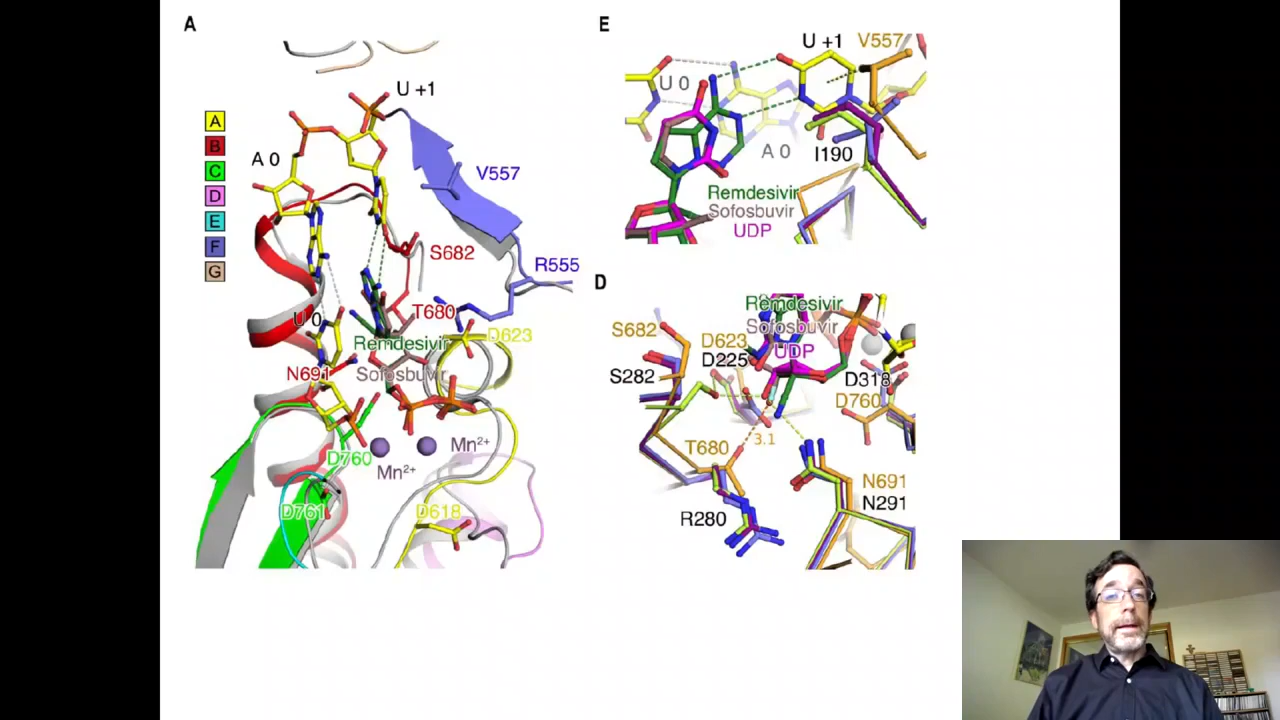 A
U +1
A
B
C
D
E
F
G
A 0
V557
S682
R555
U 0
T680
D623
Remdesivir
N691
Sofosbuvir
D760
Mn²⁺
Mn²⁺
D761
D618
E
U +1
V557
U 0
A 0
I190
Remdesivir
Sofosbuvir
UDP
D
Remdesivir
S682
Sofosbuvir
D623
UDP
D225
S282
D318
D760
3.1
T680
N691
N291
R280